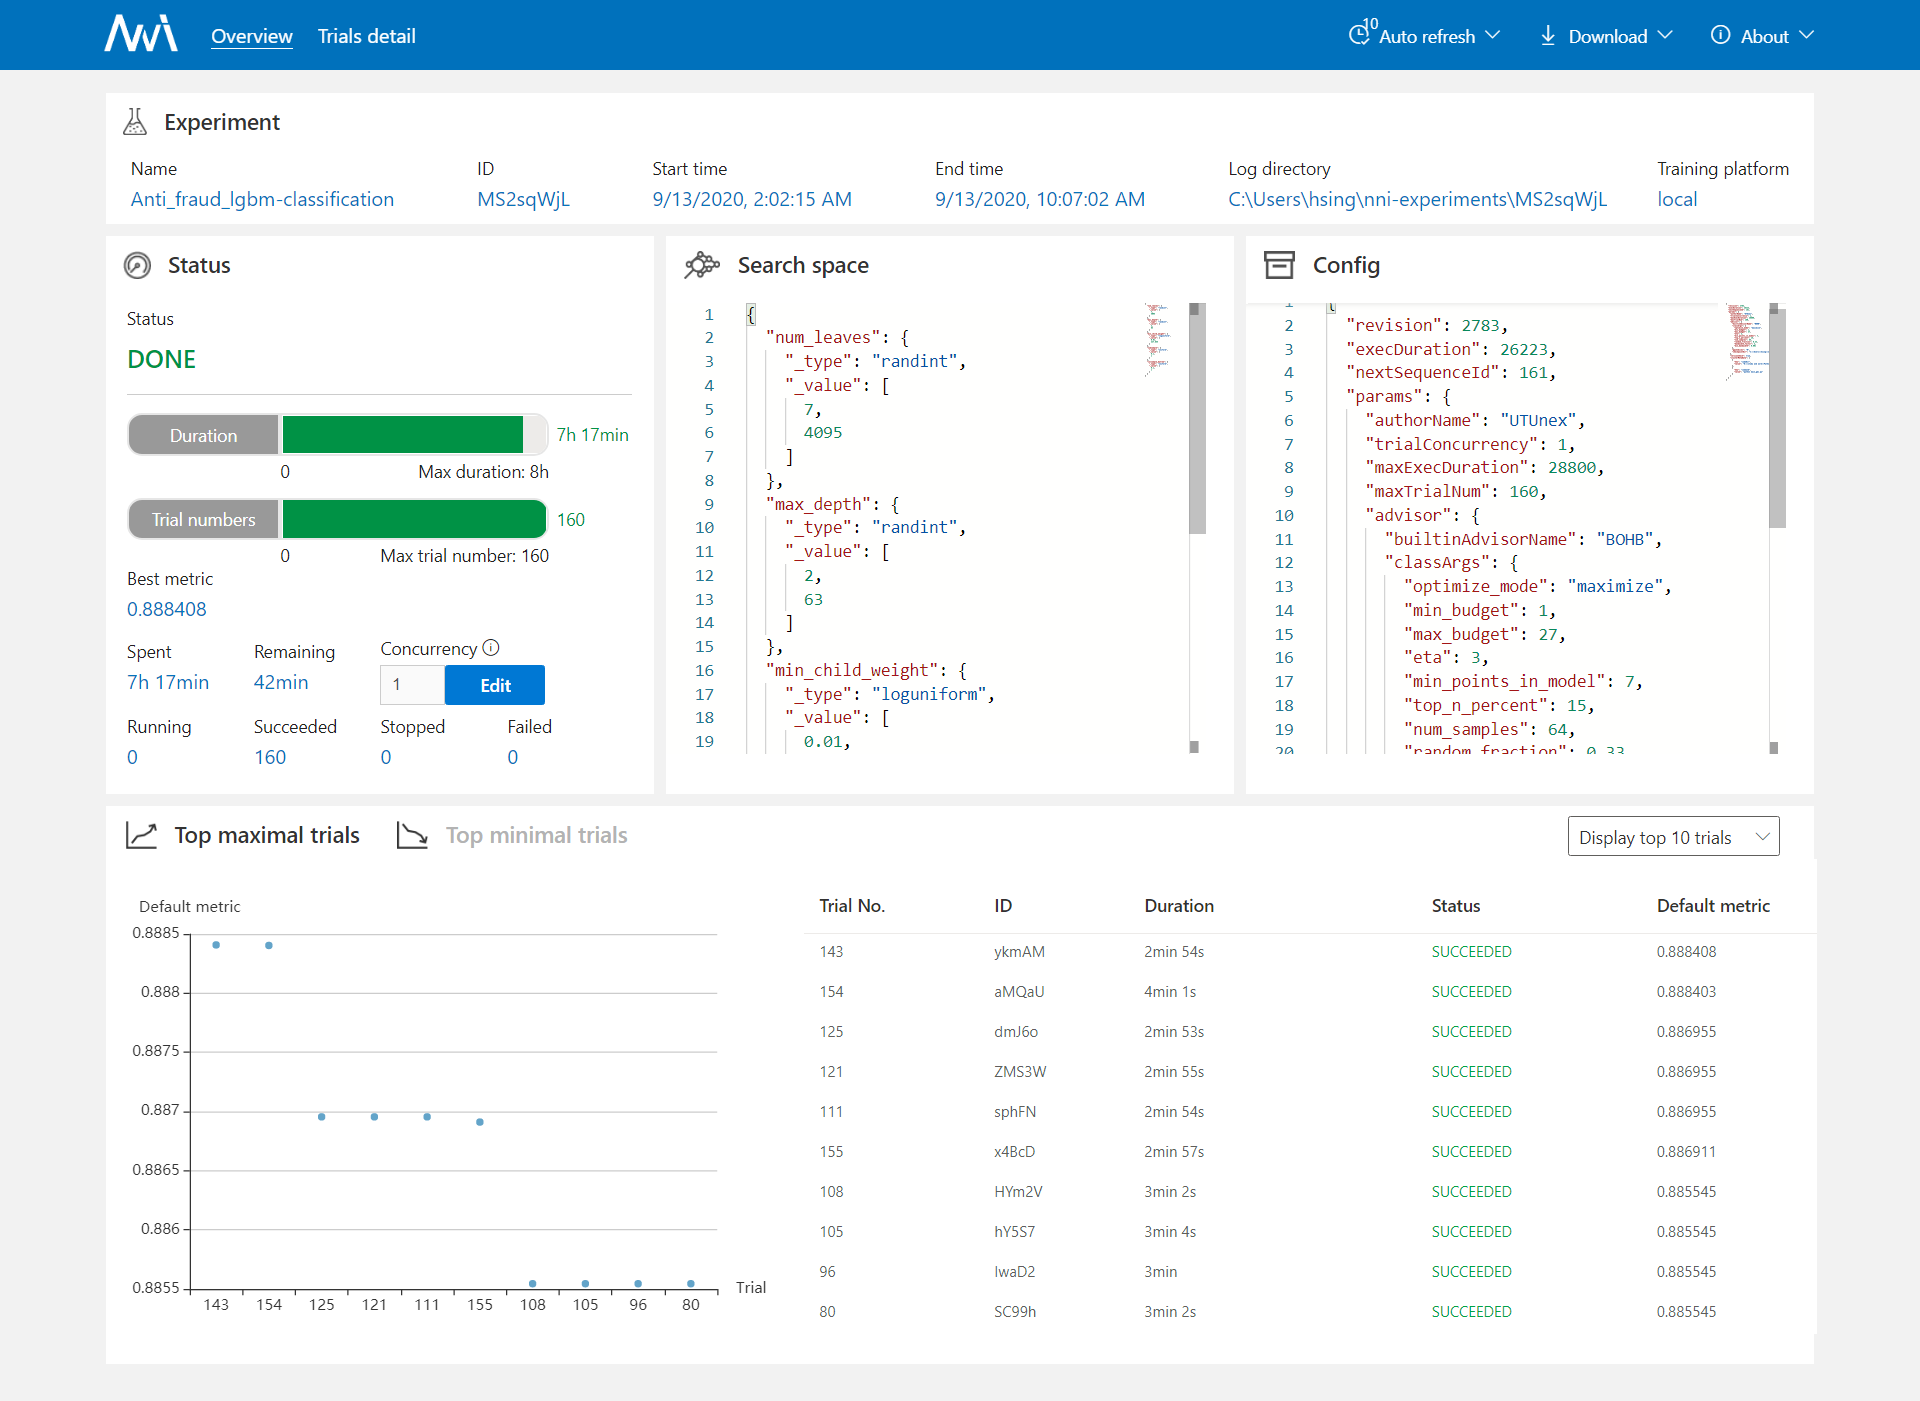 Overview
Trials detail
10
Auto refresh
Download
About
Experiment
Name
ID
Start time
End time
Log directory
Training platform
Anti_fraud_lgbm-classification
MS2sqWjL
9/13/2020, 2:02:15 AM
9/13/2020, 10:07:02 AM
C:\Users\hsing\nni-experiments\MS2sqWjL
local
Status
Status
DONE
Duration
7h 17min
0
Max duration: 8h
Trial numbers
160
0
Max trial number: 160
Best metric
0.888408
Spent
Remaining
Concurrency
7h 17min
42min
1
Edit
Running
Succeeded
Stopped
Failed
0
160
0
0
Search space
1 {
2 "num_leaves": {
3 "_type": "randint",
4 "_value": [
5 7,
6 4095
7 ]
8 },
9 "max_depth": {
10 "_type": "randint",
11 "_value": [
12 2,
13 63
14 ]
15 },
16 "min_child_weight": {
17 "_type": "loguniform",
18 "_value": [
19 0.01,
Config
1 {
2 "revision": 2783,
3 "execDuration": 26223,
4 "nextSequenceId": 161,
5 "params": {
6 "authorName": "UTUnex",
7 "trialConcurrency": 1,
8 "maxExecDuration": 28800,
9 "maxTrialNum": 160,
10 "advisor": {
11 "builtinAdvisorName": "BOHB",
12 "classArgs": {
13 "optimize_mode": "maximize",
14 "min_budget": 1,
15 "max_budget": 27,
16 "eta": 3,
17 "min_points_in_model": 7,
18 "top_n_percent": 15,
19 "num_samples": 64,
20 "random_fraction": 0.33
Top maximal trials
Top minimal trials
Display top 10 trials
Default metric
0.8885
0.888
0.8875
0.887
0.8865
0.886
0.8855
143 154 125 121 111 155 108 105 96 80
Trial
Trial No. ID Duration Status Default metric
143 ykmAM 2min 54s SUCCEEDED 0.888408
154 aMQaU 4min 1s SUCCEEDED 0.888403
125 dmJ6o 2min 53s SUCCEEDED 0.886955
121 ZMS3W 2min 55s SUCCEEDED 0.886955
111 sphFN 2min 54s SUCCEEDED 0.886955
155 x4BcD 2min 57s SUCCEEDED 0.886911
108 HYm2V 3min 2s SUCCEEDED 0.885545
105 hY5S7 3min 4s SUCCEEDED 0.885545
96 IwaD2 3min SUCCEEDED 0.885545
80 SC99h 3min 2s SUCCEEDED 0.885545